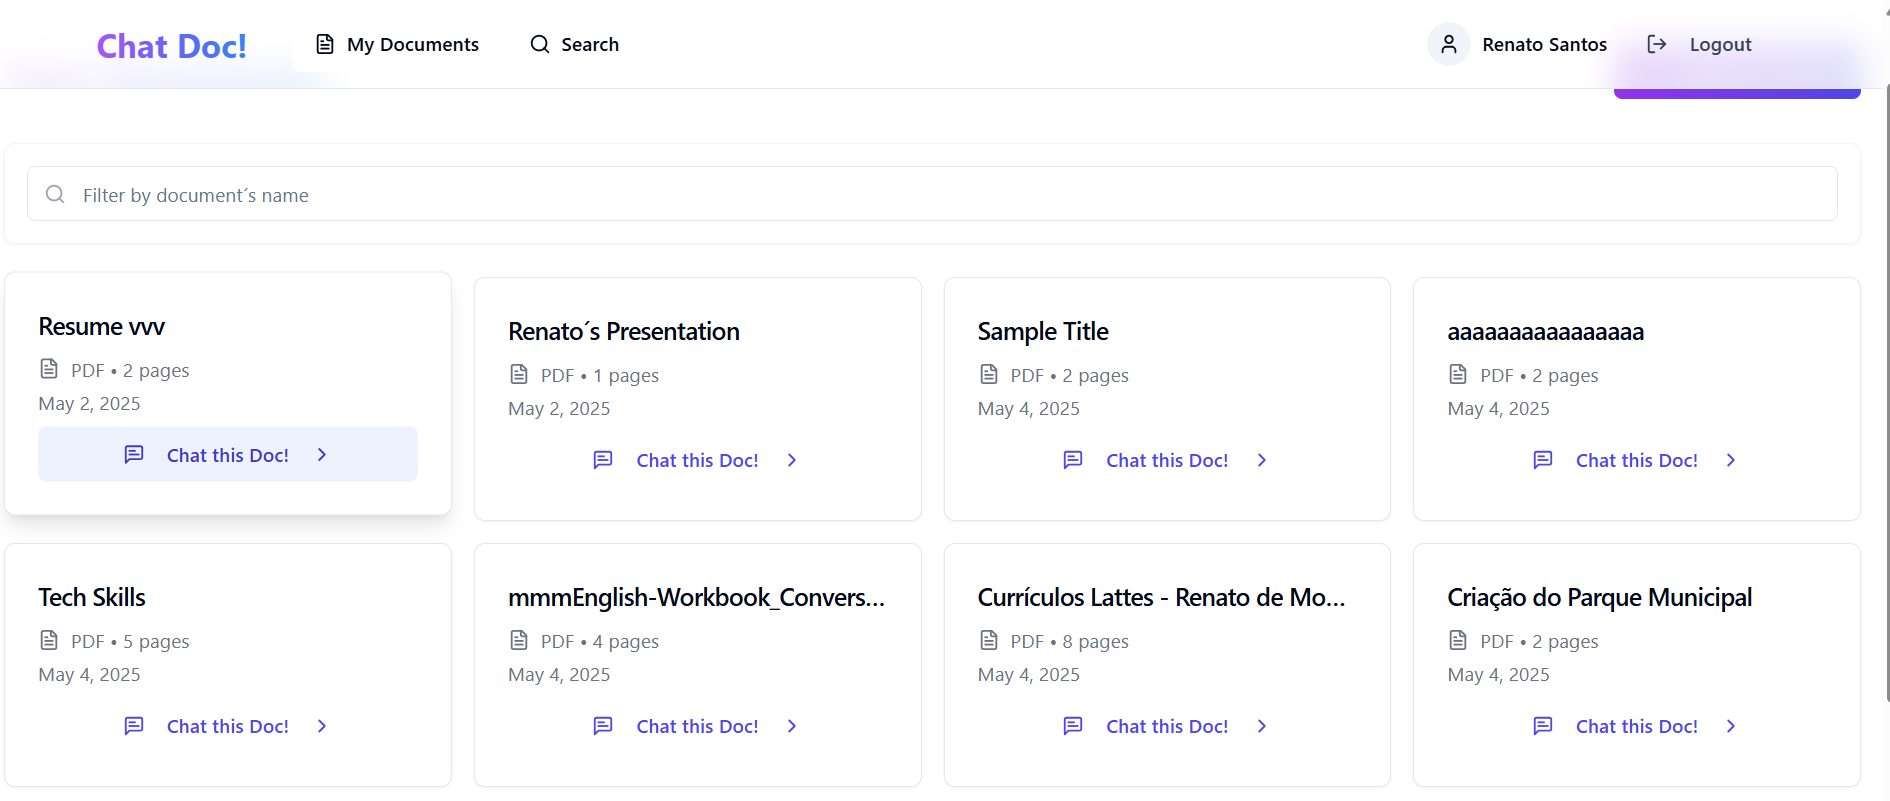 Chat Doc!
My Documents
Search
Renato Santos
Logout
Filter by document´s name
Resume vvv
PDF • 2 pages
May 2, 2025
Chat this Doc!
Renato´s Presentation
PDF • 1 pages
May 2, 2025
Chat this Doc!
Sample Title
PDF • 2 pages
May 4, 2025
Chat this Doc!
aaaaaaaaaaaaaaaa
PDF • 2 pages
May 4, 2025
Chat this Doc!
Tech Skills
PDF • 5 pages
May 4, 2025
Chat this Doc!
mmmEnglish-Workbook_Convers...
PDF • 4 pages
May 4, 2025
Chat this Doc!
Currículos Lattes - Renato de Mo...
PDF • 8 pages
May 4, 2025
Chat this Doc!
Criação do Parque Municipal
PDF • 2 pages
May 4, 2025
Chat this Doc!